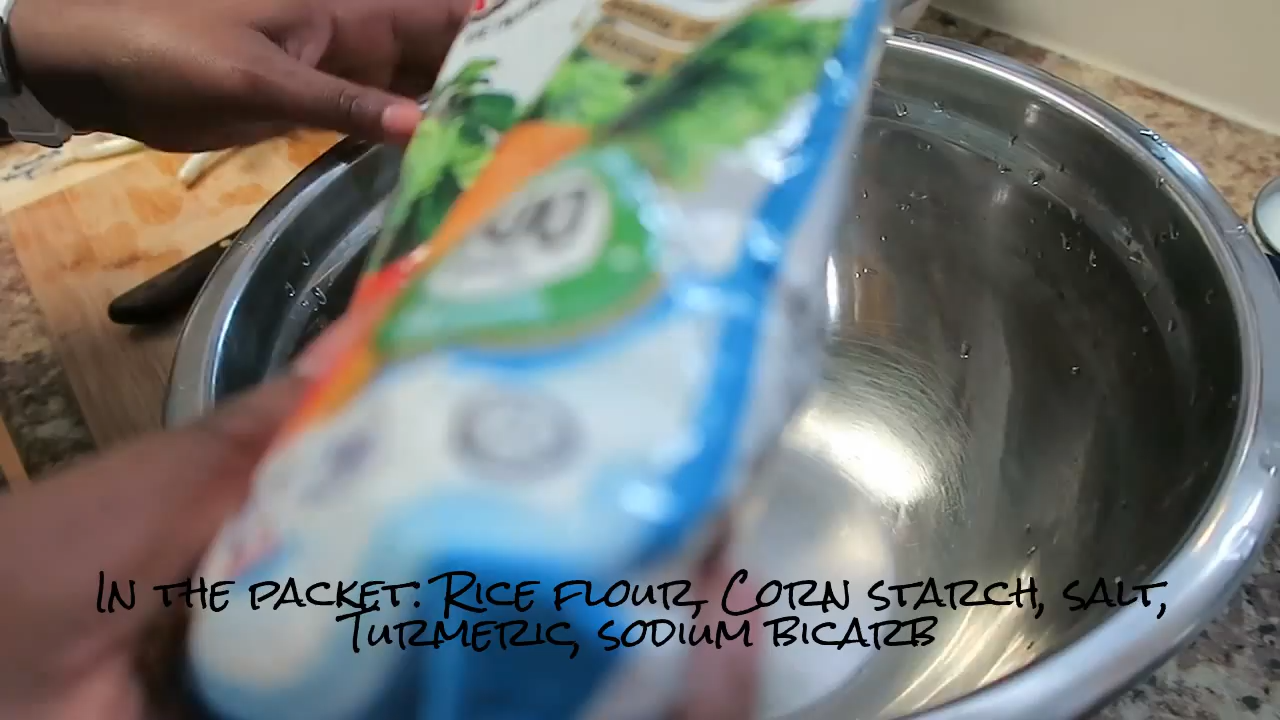 In the packet: Rice flour, Corn starch, salt,
Turmeric, sodium bicarb